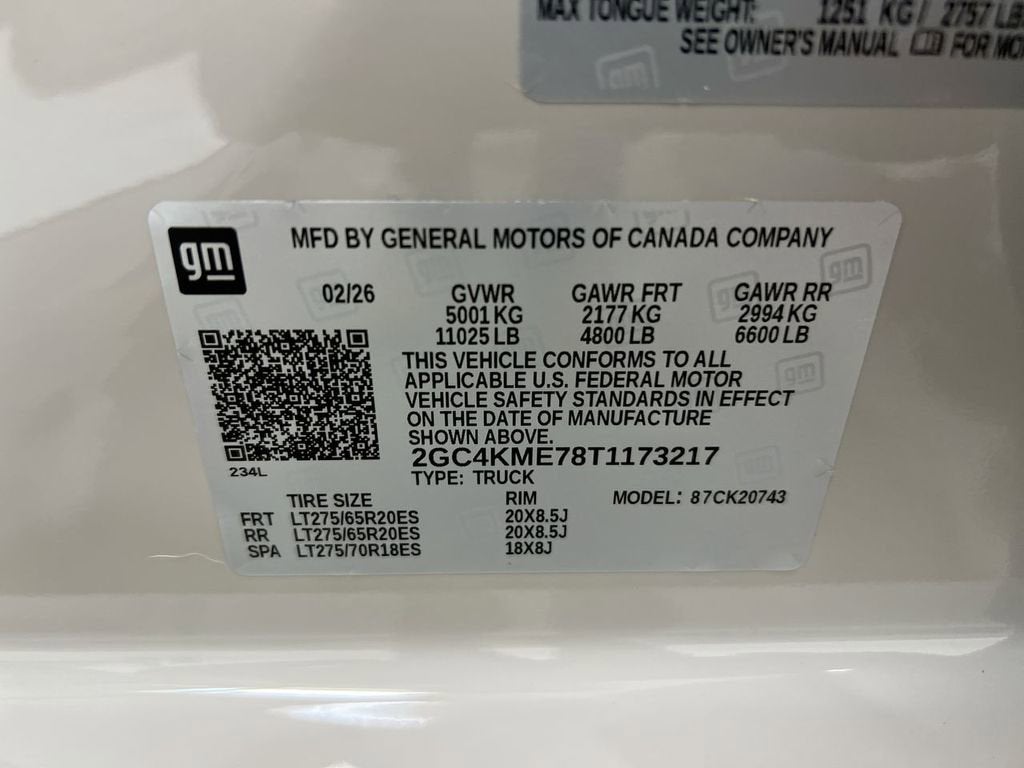 MAX TONGUE WEIGHT: 1251 KG / 2757 LB
SEE OWNER'S MANUAL FOR
gm
gm
MFD BY GENERAL MOTORS OF CANADA COMPANY
02/26 GVWR GAWR FRT GAWR RR
5001 KG 2177 KG 2994 KG
11025 LB 4800 LB 6600 LB
THIS VEHICLE CONFORMS TO ALL
APPLICABLE U.S. FEDERAL MOTOR
VEHICLE SAFETY STANDARDS IN EFFECT
ON THE DATE OF MANUFACTURE
SHOWN ABOVE.
234L
2GC4KME78T1173217
TYPE: TRUCK
TIRE SIZE RIM MODEL: 87CK20743
FRT LT275/65R20ES 20X8.5J
RR LT275/65R20ES 20X8.5J
SPA LT275/70R18ES 18X8J